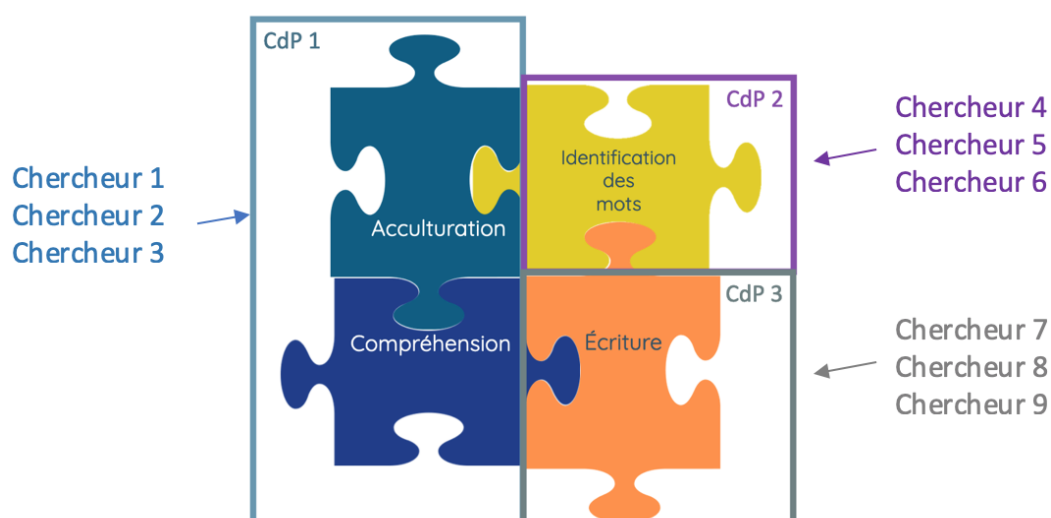 CdP 1
CdP 2
Identification
des
mots
Acculturation
Chercheur 1
Chercheur 2
Chercheur 3
Chercheur 4
Chercheur 5
Chercheur 6
CdP 3
Compréhension
Écriture
Chercheur 7
Chercheur 8
Chercheur 9